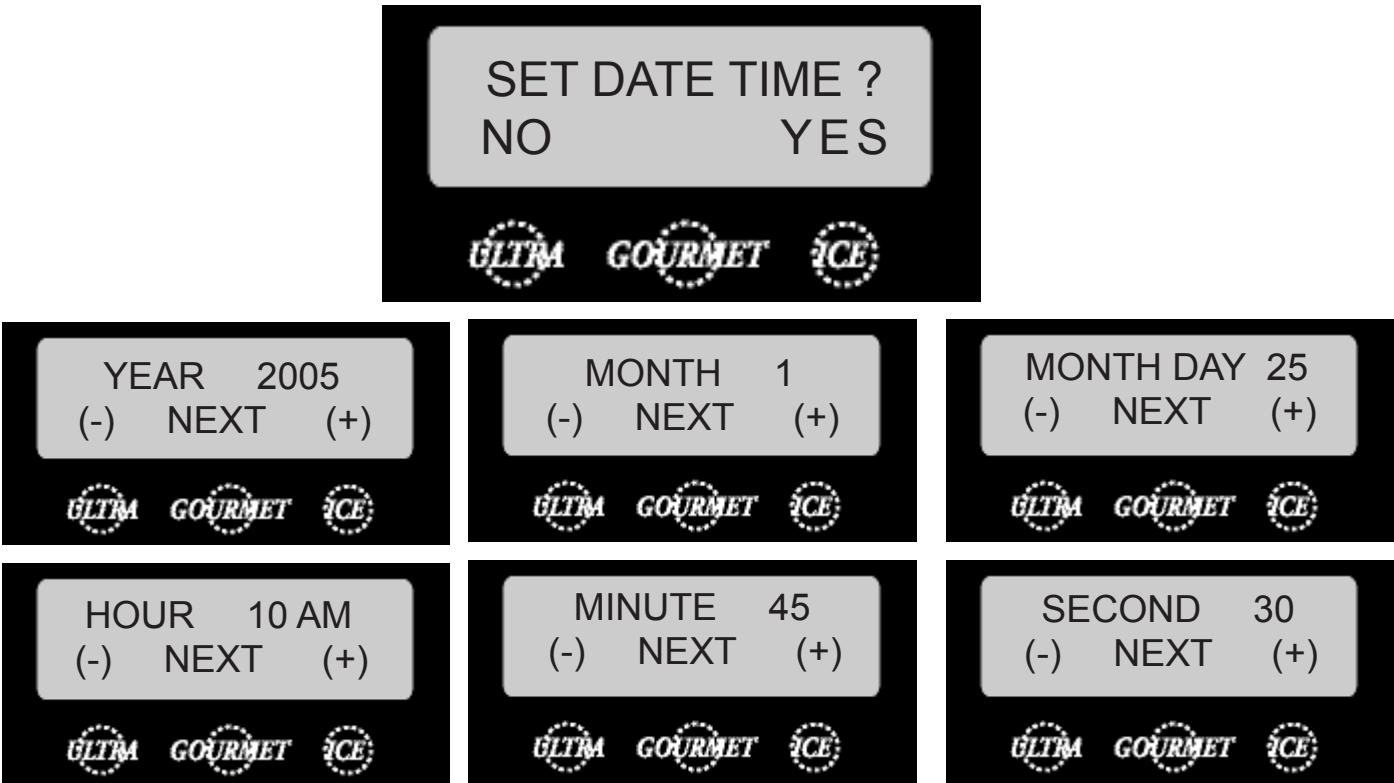 SET DATE TIME ?
NO YES
ULTRA GOURMET ICE
YEAR 2005
(-) NEXT (+)
ULTRA GOURMET ICE
MONTH 1
(-) NEXT (+)
ULTRA GOURMET ICE
MONTH DAY 25
(-) NEXT (+)
ULTRA GOURMET ICE
HOUR 10 AM
(-) NEXT (+)
ULTRA GOURMET ICE
MINUTE 45
(-) NEXT (+)
ULTRA GOURMET ICE
SECOND 30
(-) NEXT (+)
ULTRA GOURMET ICE